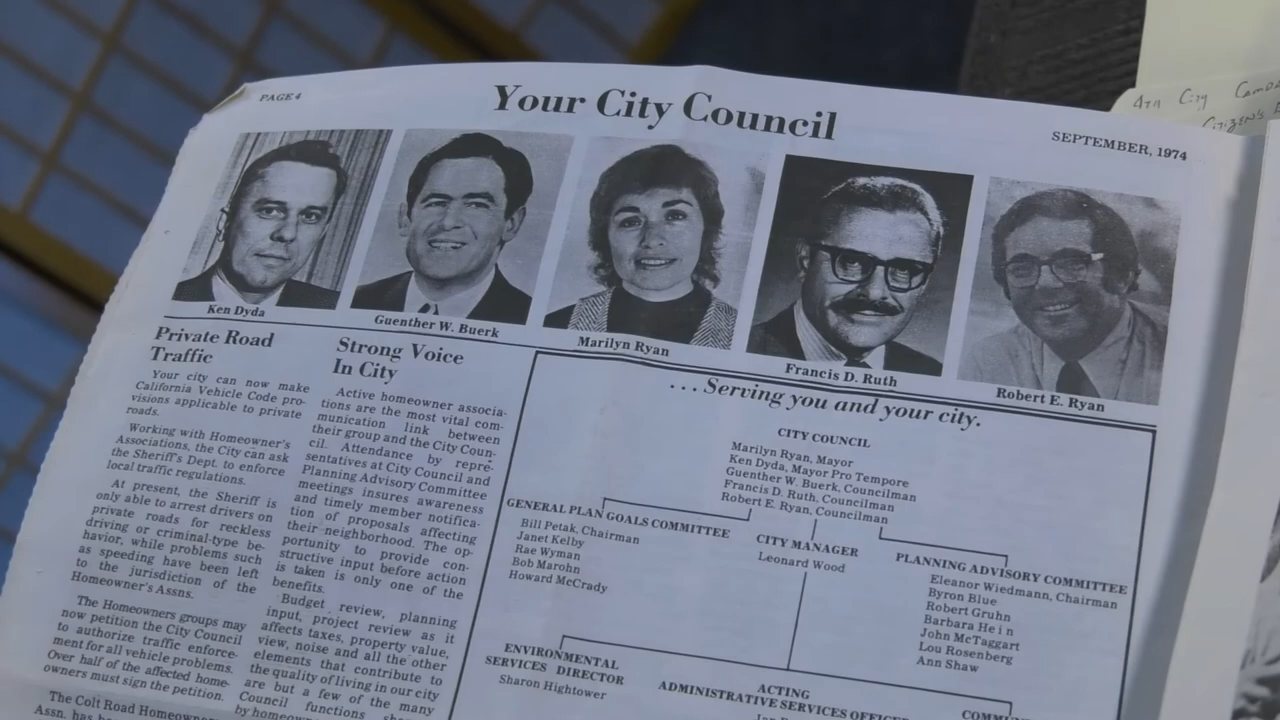 PAGE 4
Your City Council
SEPTEMBER, 1974
Ken Dyda
Guenther W. Buerk
Marilyn Ryan
Francis D. Ruth
Robert E. Ryan
Private Road
Traffic
Your city can now make
California Vehicle Code pro-
visions applicable to private
roads.
Working with Homeowner's
Associations, the City can ask
the Sheriff's Dept. to enforce
local traffic regulations.
At present, the Sheriff is
only able to arrest drivers on
private roads for reckless
driving or criminal-type be-
havior, while problems such
as speeding have been left
to the jurisdiction of the
Homeowner's Assns.
The Homeowners groups may
now petition the City Council
to authorize traffic enforce-
ment for all vehicle problems.
Over half of the affected home-
owners must sign the petition.
The Colt Road Homeowners
Assn. has
Strong Voice
In City
Active homeowner associa-
tions are the most vital com-
munication link between
their group and the City Coun-
cil. Attendance by repre-
sentatives at City Council and
Planning Advisory Committee
meetings insures awareness
and timely member notifica-
tion of proposals affecting
their neighborhood. The op-
portunity to provide con-
structive input before action
is taken is only one of the
benefits.
Budget review, planning
input, project review as it
affects taxes, property value,
view, noise and all the other
elements that contribute to
the quality of living in our city
are but a few of the many
Council functions
. . . Serving you and your city.
CITY COUNCIL
Marilyn Ryan, Mayor
Ken Dyda, Mayor Pro Tempore
Guenther W. Buerk, Councilman
Francis D. Ruth, Councilman
Robert E. Ryan, Councilman
GENERAL PLAN GOALS COMMITTEE
Bill Petak, Chairman
Janet Kelby
Rae Wyman
Bob Marohn
Howard McCrady
CITY MANAGER
Leonard Wood
PLANNING ADVISORY COMMITTEE
Eleanor Wiedmann, Chairman
Byron Blue
Robert Gruhn
Barbara Hein
John McTaggart
Lou Rosenberg
Ann Shaw
ENVIRONMENTAL
SERVICES DIRECTOR
Sharon Hightower
ACTING
ADMINISTRATIVE SERVICES OFFICER
4TH City
Citizen's